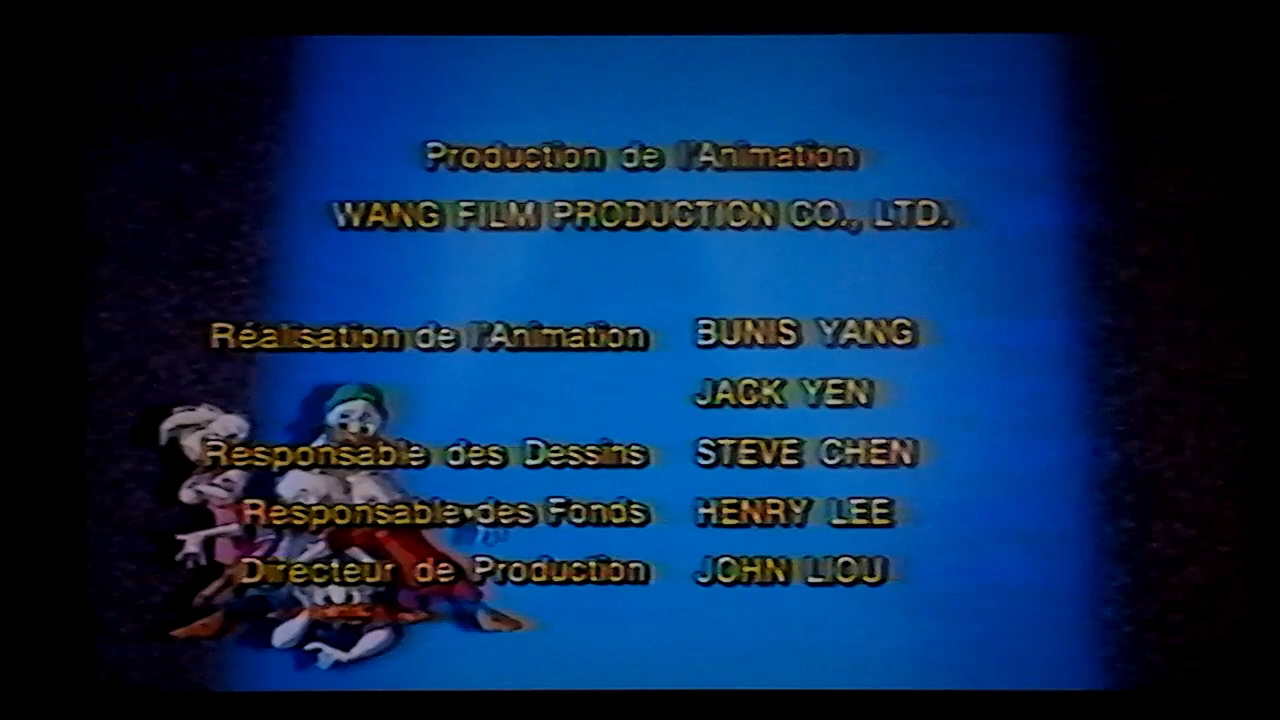 Production de l'Animation
WANG FILM PRODUCTION CO., LTD.
Réalisation de l'Animation BUNIS YANG
JACK YEN
Responsable des Dessins STEVE CHEN
Responsable des Fonds HENRY LEE
Directeur de Production JOHN LIOU